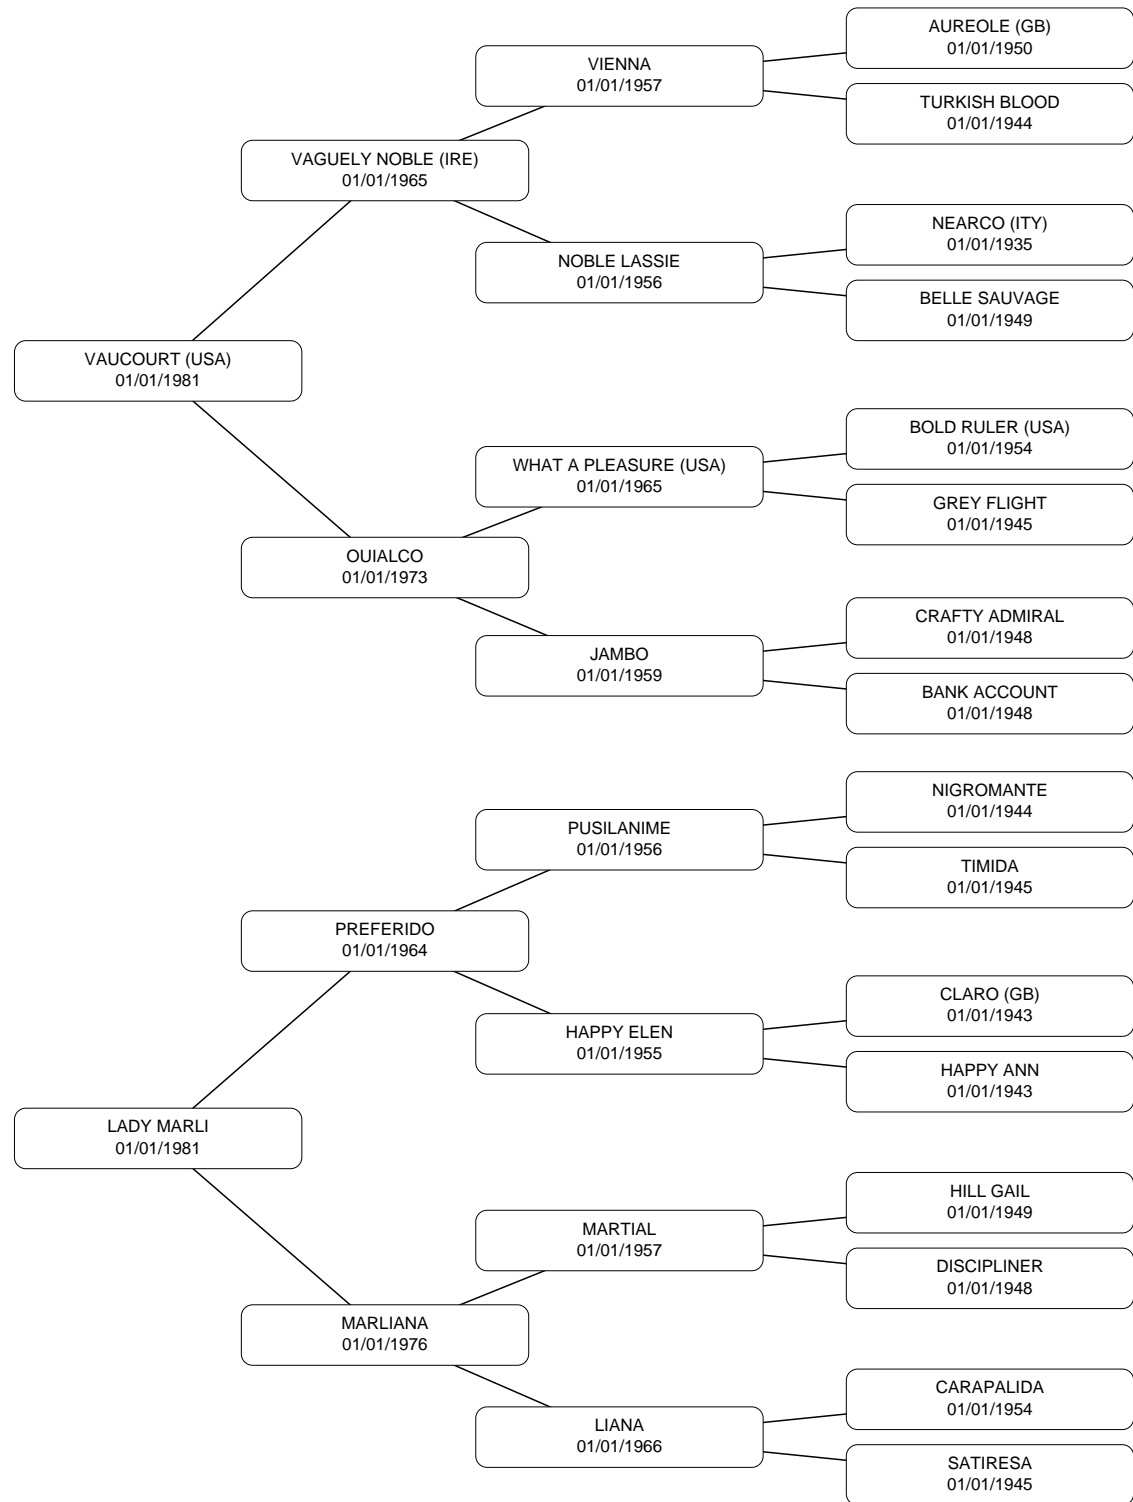 AUREOLE (GB)
01/01/1950
VIENNA
01/01/1957
TURKISH BLOOD
01/01/1944
VAGUELY NOBLE (IRE)
01/01/1965
NEARCO (ITY)
01/01/1935
NOBLE LASSIE
01/01/1956
BELLE SAUVAGE
01/01/1949
VAUCOURT (USA)
01/01/1981
BOLD RULER (USA)
01/01/1954
WHAT A PLEASURE (USA)
01/01/1965
GREY FLIGHT
01/01/1945
OUIALCO
01/01/1973
CRAFTY ADMIRAL
01/01/1948
JAMBO
01/01/1959
BANK ACCOUNT
01/01/1948
NIGROMANTE
01/01/1944
PUSILANIME
01/01/1956
TIMIDA
01/01/1945
PREFERIDO
01/01/1964
CLARO (GB)
01/01/1943
HAPPY ELEN
01/01/1955
HAPPY ANN
01/01/1943
LADY MARLI
01/01/1981
HILL GAIL
01/01/1949
MARTIAL
01/01/1957
DISCIPLINER
01/01/1948
MARLIANA
01/01/1976
CARAPALIDA
01/01/1954
LIANA
01/01/1966
SATIRESA
01/01/1945